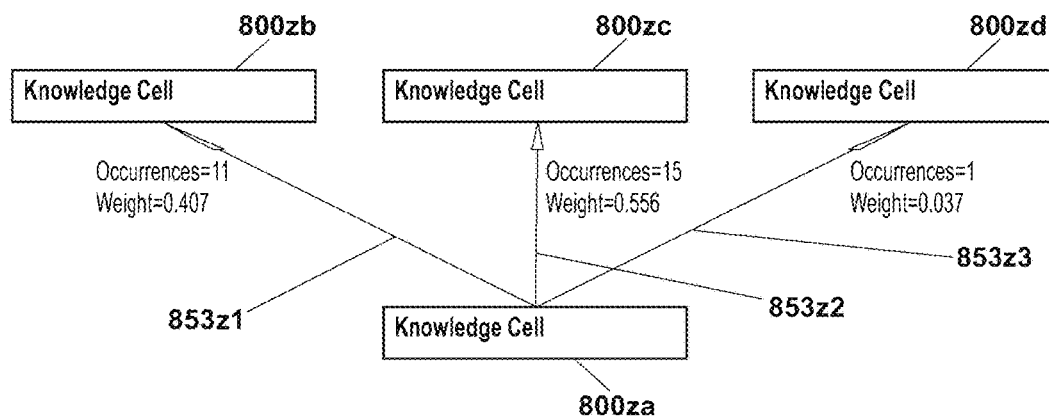 800zb
800zc
800zd
Knowledge Cell
Knowledge Cell
Knowledge Cell
Occurrences=11
Weight=0.407
Occurrences=15
Weight=0.556
Occurrences=1
Weight=0.037
853z1
853z2
853z3
Knowledge Cell
800za